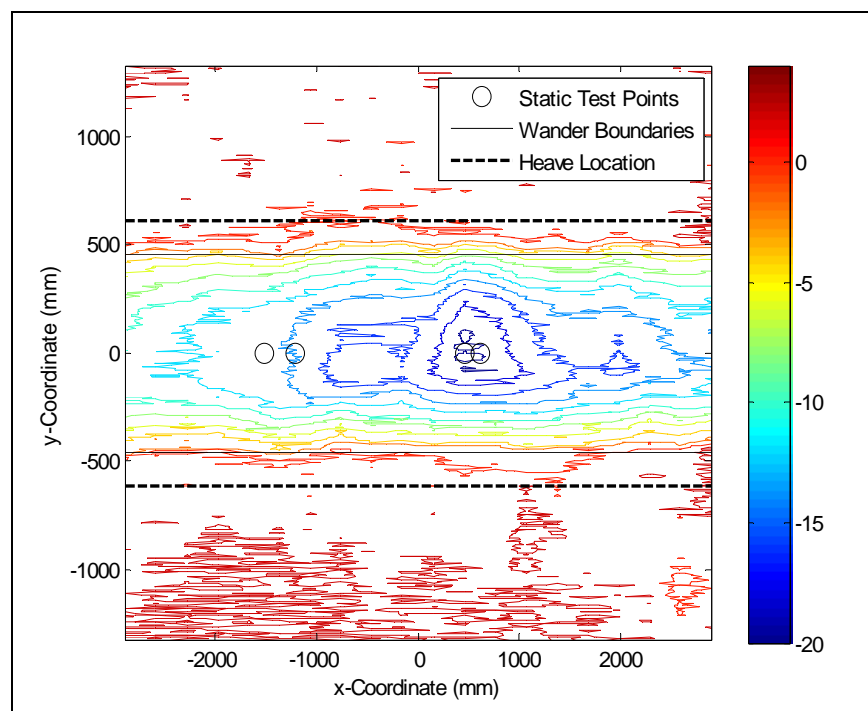 Static Test Points
Wander Boundaries
Heave Location
1000
500
0
-500
-1000
y-Coordinate (mm)
-2000 -1000 0 1000 2000
x-Coordinate (mm)
0
-5
-10
-15
-20